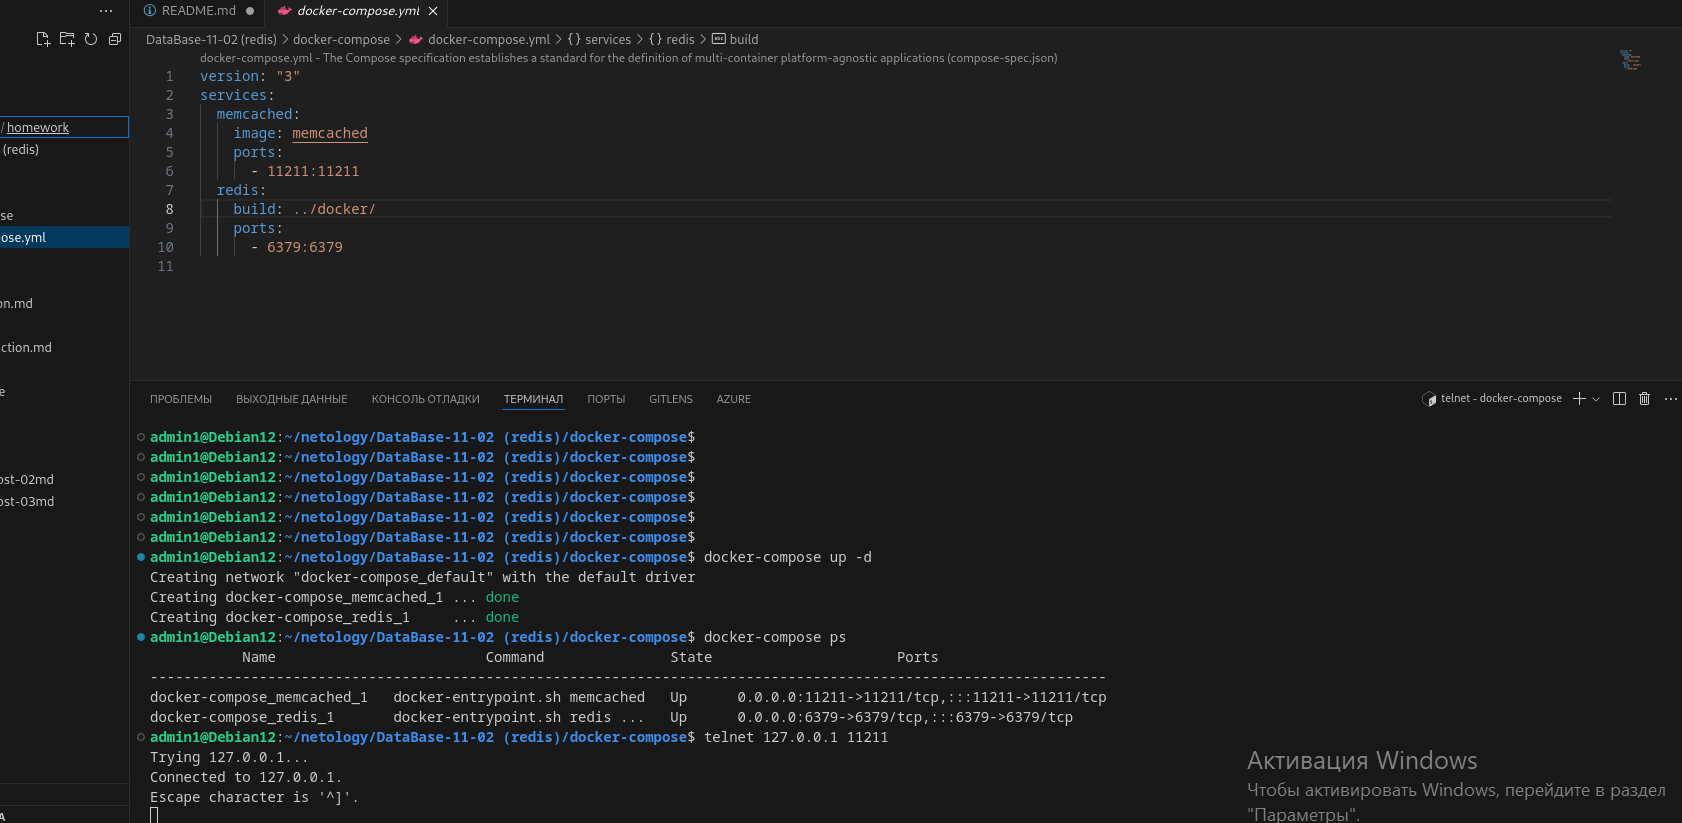 README.md
docker-compose.yml
DataBase-11-02 (redis) > docker-compose > docker-compose.yml > {} services > {} redis > build
docker-compose.yml - The Compose specification establishes a standard for the definition of multi-container platform-agnostic applications (compose-spec.json)
/ homework
(redis)
se
ose.yml
on.md
ction.md
e
ost-02md
ost-03md
A
1 version: "3"
2 services:
3 memcached:
4 image: memcached
5 ports:
6 - 11211:11211
7 redis:
8 build: ../docker/
9 ports:
10 - 6379:6379
11
ПРОБЛЕМЫ ВЫХОДНЫЕ ДАННЫЕ КОНСОЛЬ ОТЛАДКИ ТЕРМИНАЛ ПОРТЫ GITLENS AZURE
telnet - docker-compose
admin1@Debian12:~/netology/DataBase-11-02 (redis)/docker-compose$
admin1@Debian12:~/netology/DataBase-11-02 (redis)/docker-compose$
admin1@Debian12:~/netology/DataBase-11-02 (redis)/docker-compose$
admin1@Debian12:~/netology/DataBase-11-02 (redis)/docker-compose$
admin1@Debian12:~/netology/DataBase-11-02 (redis)/docker-compose$
admin1@Debian12:~/netology/DataBase-11-02 (redis)/docker-compose$
admin1@Debian12:~/netology/DataBase-11-02 (redis)/docker-compose$ docker-compose up -d
Creating network "docker-compose_default" with the default driver
Creating docker-compose_memcached_1 ... done
Creating docker-compose_redis_1 ... done
admin1@Debian12:~/netology/DataBase-11-02 (redis)/docker-compose$ docker-compose ps
Name Command State Ports
------------------------------------------------------------------------------------------------------------------
docker-compose_memcached_1 docker-entrypoint.sh memcached Up 0.0.0.0:11211->11211/tcp,:::11211->11211/tcp
docker-compose_redis_1 docker-entrypoint.sh redis ... Up 0.0.0.0:6379->6379/tcp,:::6379->6379/tcp
admin1@Debian12:~/netology/DataBase-11-02 (redis)/docker-compose$ telnet 127.0.0.1 11211
Trying 127.0.0.1...
Connected to 127.0.0.1.
Escape character is '^]'.
Активация Windows
Чтобы активировать Windows, перейдите в раздел
"Параметры".